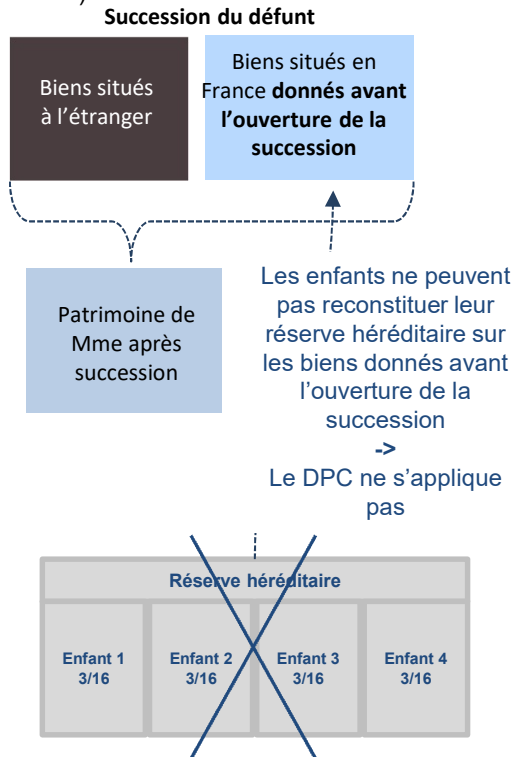 Succession du défunt
Biens situés
à l’étranger
Biens situés en
France donnés avant
l’ouverture de la
succession
Patrimoine de
Mme après
succession
Les enfants ne peuvent
pas reconstituer leur
réserve héréditaire sur
les biens donnés avant
l’ouverture de la
succession
->
Le DPC ne s’applique
pas
Réserve héréditaire
Enfant 1
3/16
Enfant 2
3/16
Enfant 3
3/16
Enfant 4
3/16